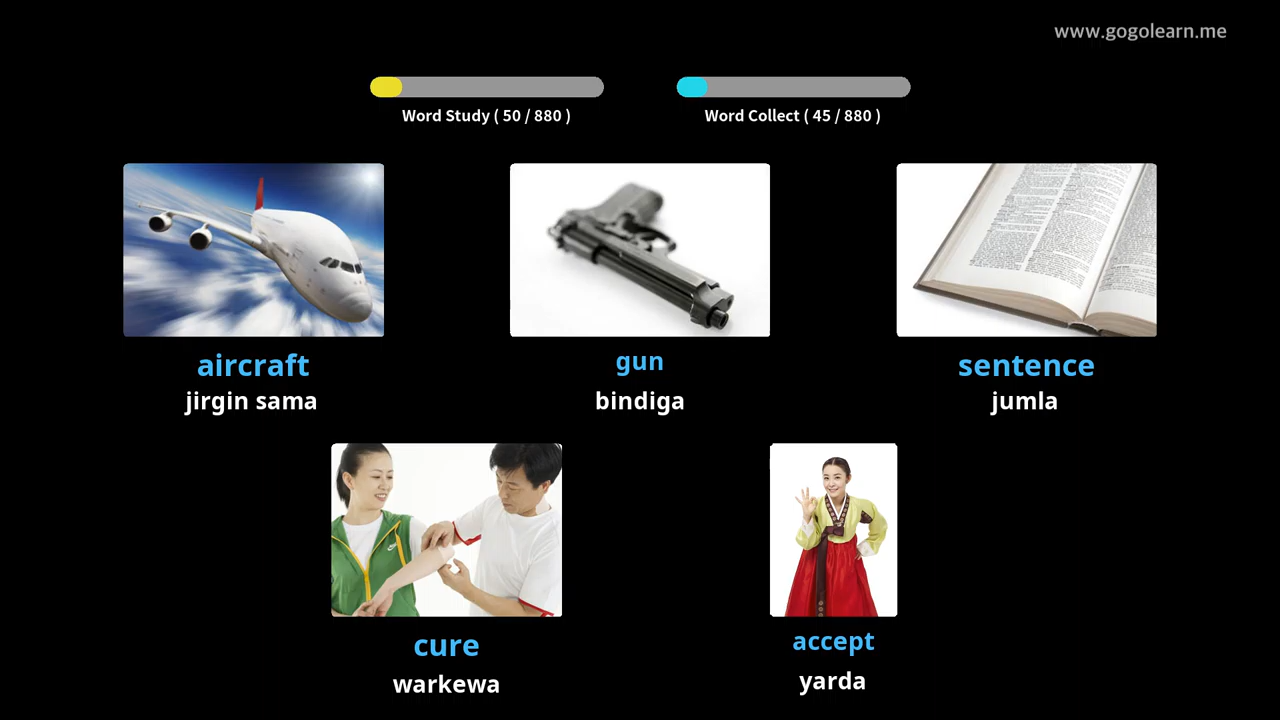 www.gogolearn.me
Word Study ( 50 / 880 )
Word Collect ( 45 / 880 )
aircraft
jirgin sama
gun
bindiga
sentence
jumla
cure
warkewa
accept
yarda